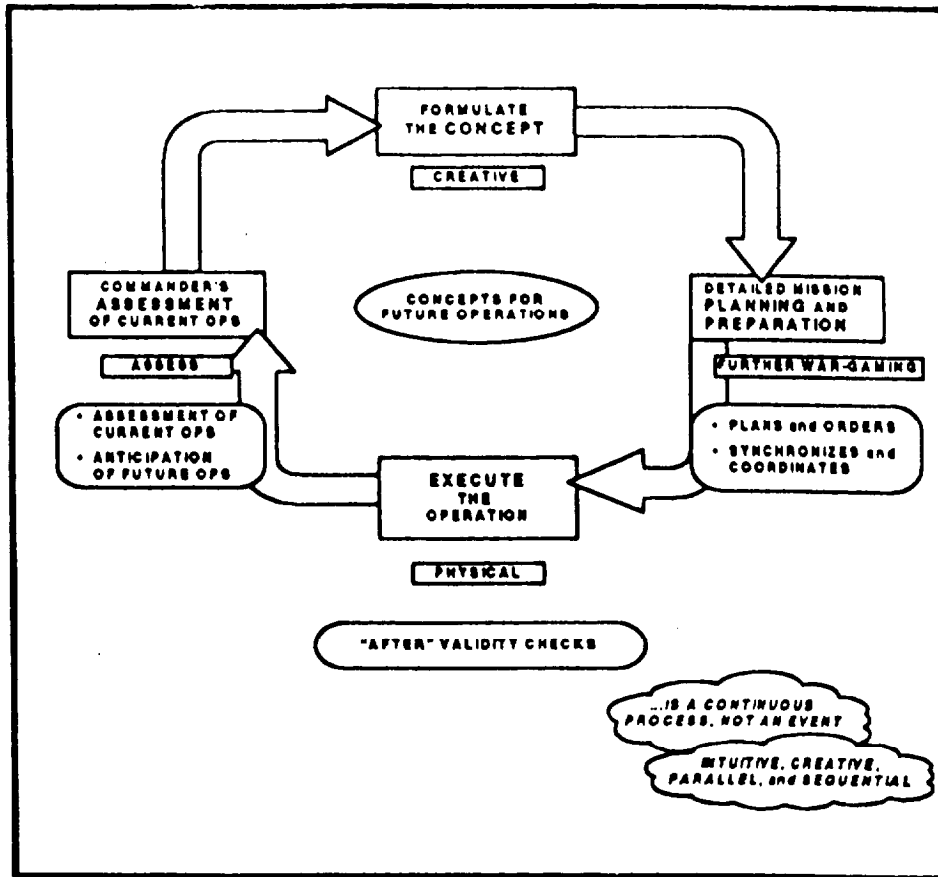 FORMULATE
THE CONCEPT
CREATIVE
COMMANDER'S
ASSESSMENT
OF CURRENT OPS
ASSESS
• ASSESSMENT OF
CURRENT OPS
• ANTICIPATION
OF FUTURE OPS
CONCEPTS FOR
FUTURE OPERATIONS
DETAILED MISSION
PLANNING AND
PREPARATION
FURTHER WAR-GAMING
• PLANS and ORDERS
• SYNCHRONIZES and
COORDINATES
EXECUTE
THE
OPERATION
PHYSICAL
"AFTER" VALIDITY CHECKS
...IS A CONTINUOUS
PROCESS, NOT AN EVENT
INTUITIVE, CREATIVE,
PARALLEL, and SEQUENTIAL